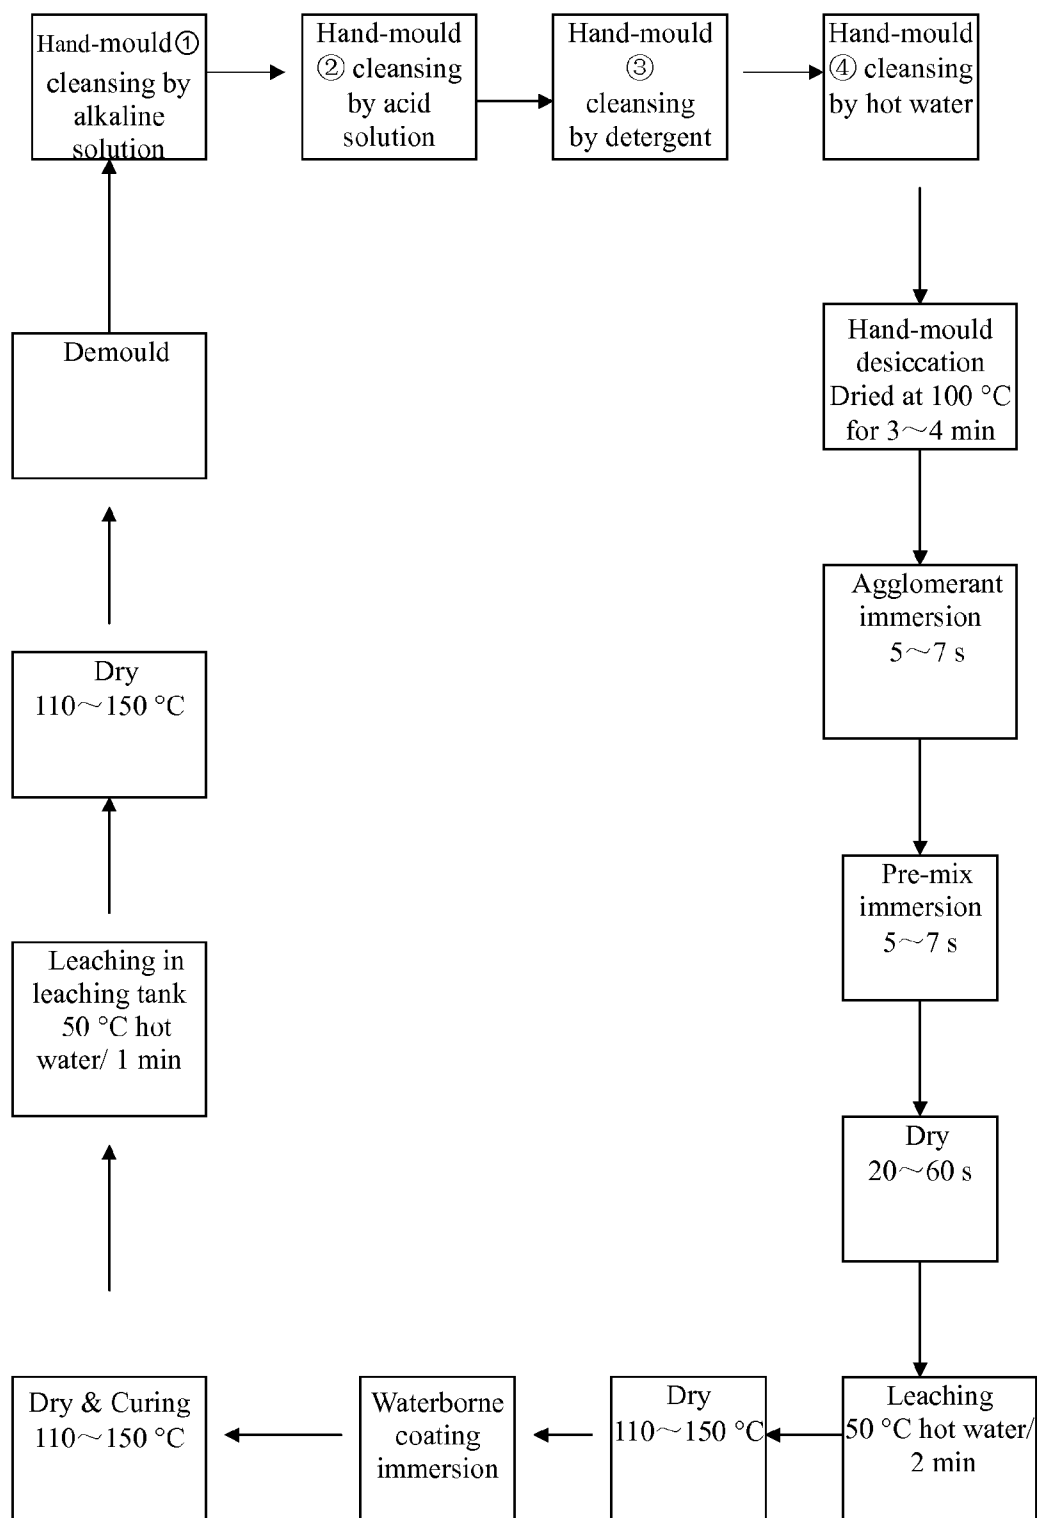 Hand-mould①
cleansing by
alkaline
solution
Hand-mould
② cleansing
by acid
solution
Hand-mould
③
cleansing
by detergent
Hand-mould
④ cleansing
by hot water
Hand-mould
desiccation
Dried at 100 °C
for 3～4 min
Agglomerant
immersion
5～7 s
Pre-mix
immersion
5～7 s
Dry
20～60 s
Leaching
50 °C hot water/
2 min
Dry
110～150 °C
Waterborne
coating
immersion
Dry & Curing
110～150 °C
Leaching in
leaching tank
50 °C hot
water/ 1 min
Dry
110～150 °C
Demould